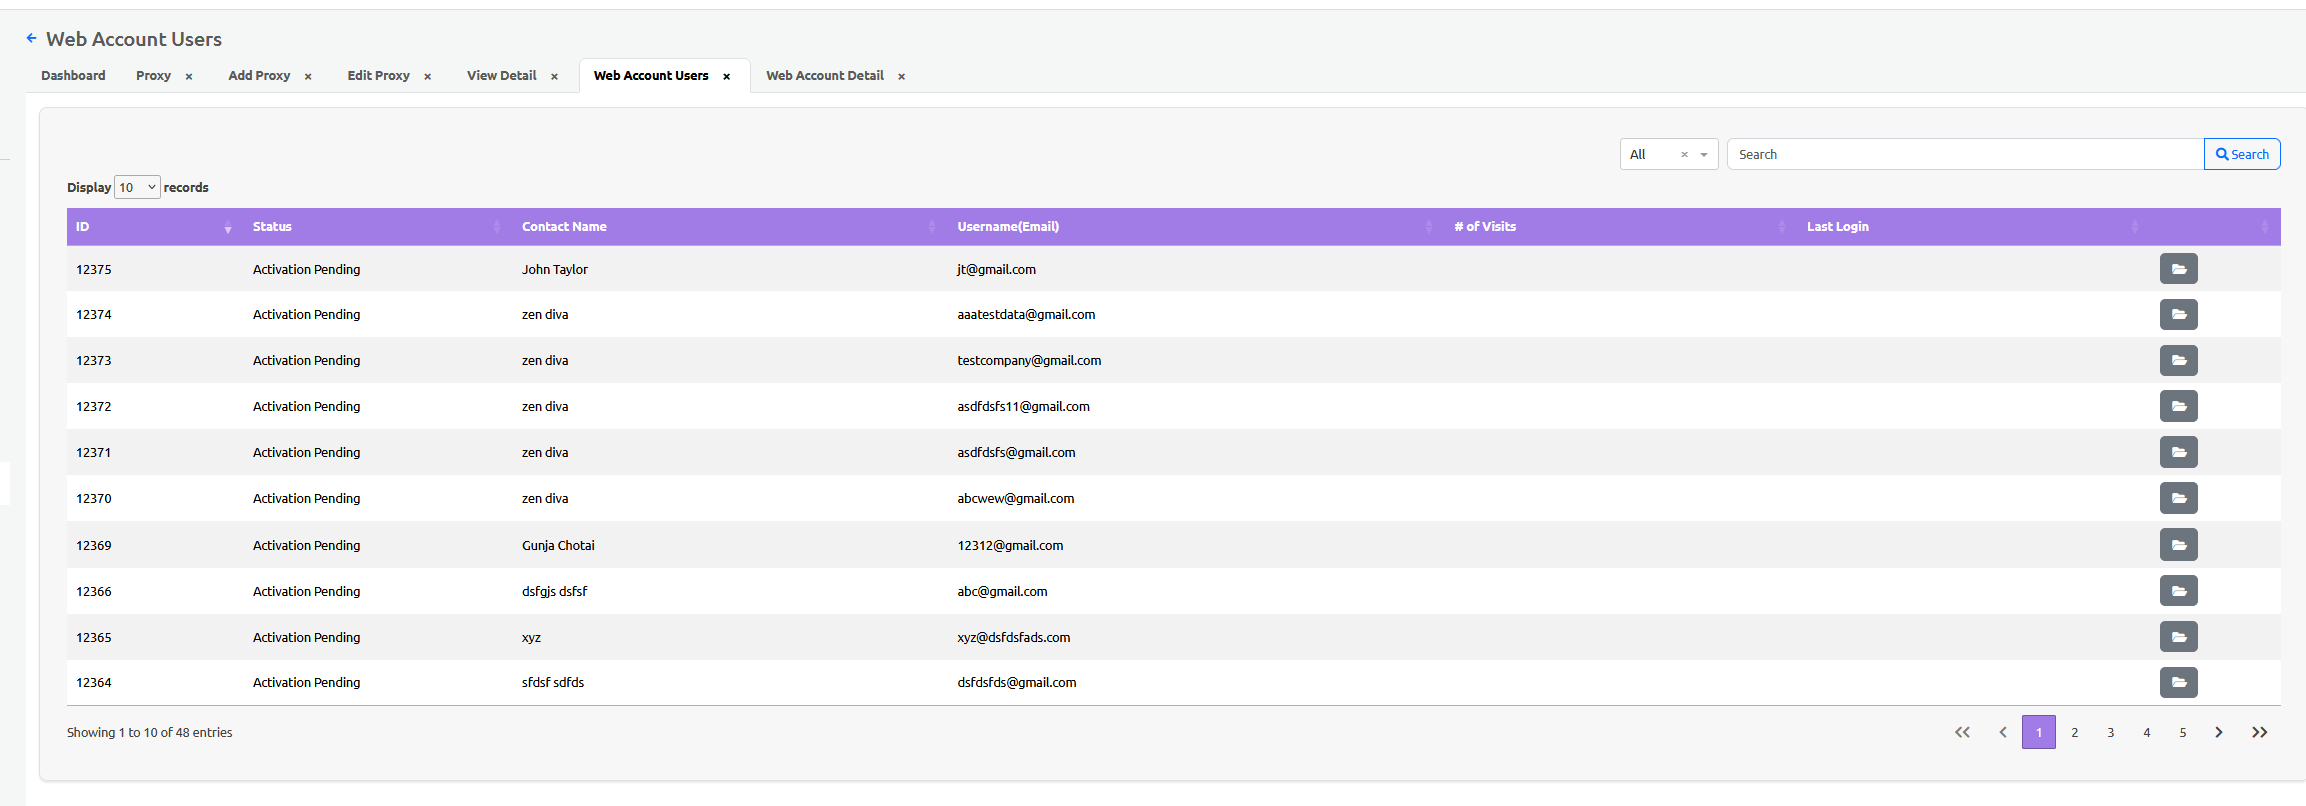 Web Account Users
Dashboard Proxy × Add Proxy × Edit Proxy × View Detail × Web Account Users × Web Account Detail ×
All × Search Search
Display 10 records
ID Status Contact Name Username(Email) # of Visits Last Login
12375 Activation Pending John Taylor jt@gmail.com
12374 Activation Pending zen diva aaatestdata@gmail.com
12373 Activation Pending zen diva testcompany@gmail.com
12372 Activation Pending zen diva asdfdsfs11@gmail.com
12371 Activation Pending zen diva asdfdsfs@gmail.com
12370 Activation Pending zen diva abcwew@gmail.com
12369 Activation Pending Gunja Chotai 12312@gmail.com
12366 Activation Pending dsfgjs dsfsf abc@gmail.com
12365 Activation Pending xyz xyz@dsfdsfads.com
12364 Activation Pending sfdsf sdfds dsfdsfds@gmail.com
Showing 1 to 10 of 48 entries 1 2 3 4 5